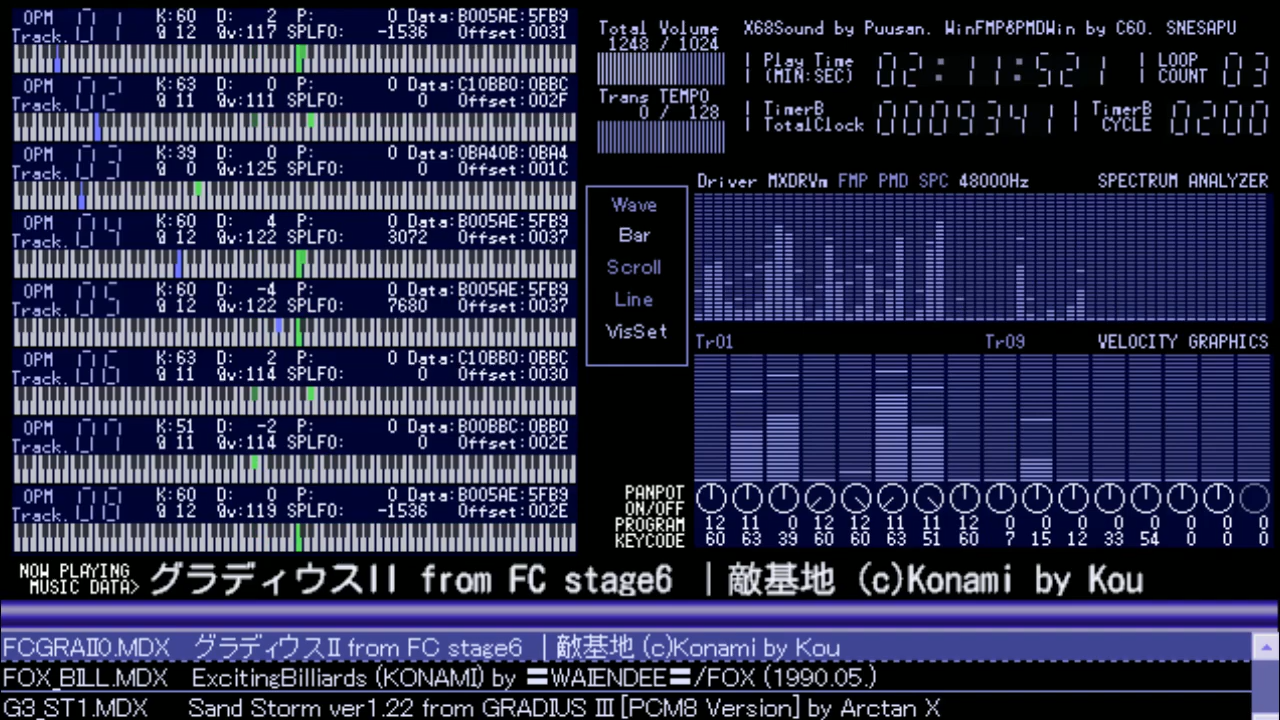 OPM Track. 01 K:60 D: 2 P: 0 Data:B005AE:5FB9
@ 12 @v:117 SPLFO: -1536 Offset:0031
OPM Track. 02 K:63 D: 0 P: 0 Data:C10BB0:0BBC
@ 11 @v:111 SPLFO: 0 Offset:002F
OPM Track. 03 K:39 D: 0 P: 0 Data:0BA40B:0BA4
@ 0 @v:125 SPLFO: 0 Offset:001C
OPM Track. 04 K:60 D: 4 P: 0 Data:B005AE:5FB9
@ 12 @v:122 SPLFO: 3072 Offset:0037
OPM Track. 05 K:60 D: -4 P: 0 Data:B005AE:5FB9
@ 12 @v:122 SPLFO: 7680 Offset:0037
OPM Track. 06 K:63 D: 2 P: 0 Data:C10BB0:0BBC
@ 11 @v:114 SPLFO: 0 Offset:0030
OPM Track. 07 K:51 D: -2 P: 0 Data:B00BBC:0BB0
@ 11 @v:114 SPLFO: 0 Offset:002E
OPM Track. 08 K:60 D: 0 P: 0 Data:B005AE:5FB9
@ 12 @v:119 SPLFO: -1536 Offset:002E
Total Volume
1248 / 1024
Trans TEMPO
0 / 128
X68Sound by Puusan. WinFMP&PMDWin by C60. SNESAPU
Play Time (MIN:SEC) 02:11:521 LOOP COUNT 03
TimerB TotalClock 0009341 TimerB CYCLE 0200
Driver MXDRVm FMP PMD SPC 48000Hz SPECTRUM ANALYZER
Wave
Bar
Scroll
Line
VisSet
Tr01 Tr09 VELOCITY GRAPHICS
PANPOT
ON/OFF
PROGRAM 12 11 0 12 12 11 11 12 0 0 0 0 0 0 0 0
KEYCODE 60 63 39 60 60 63 51 60 7 15 12 33 54 0 0 0
NOW PLAYING MUSIC DATA> グラディウスII from FC stage6 ｜敵基地 (c)Konami by Kou
FCGRAII0.MDX グラディウスII from FC stage6 ｜敵基地 (c)Konami by Kou
FOX_BILL.MDX ExcitingBilliards (KONAMI) by 〓WAIENDEE〓/FOX (1990.05.)
G3_ST1.MDX Sand Storm ver1.22 from GRADIUS III [PCM8 Version] by Arctan X